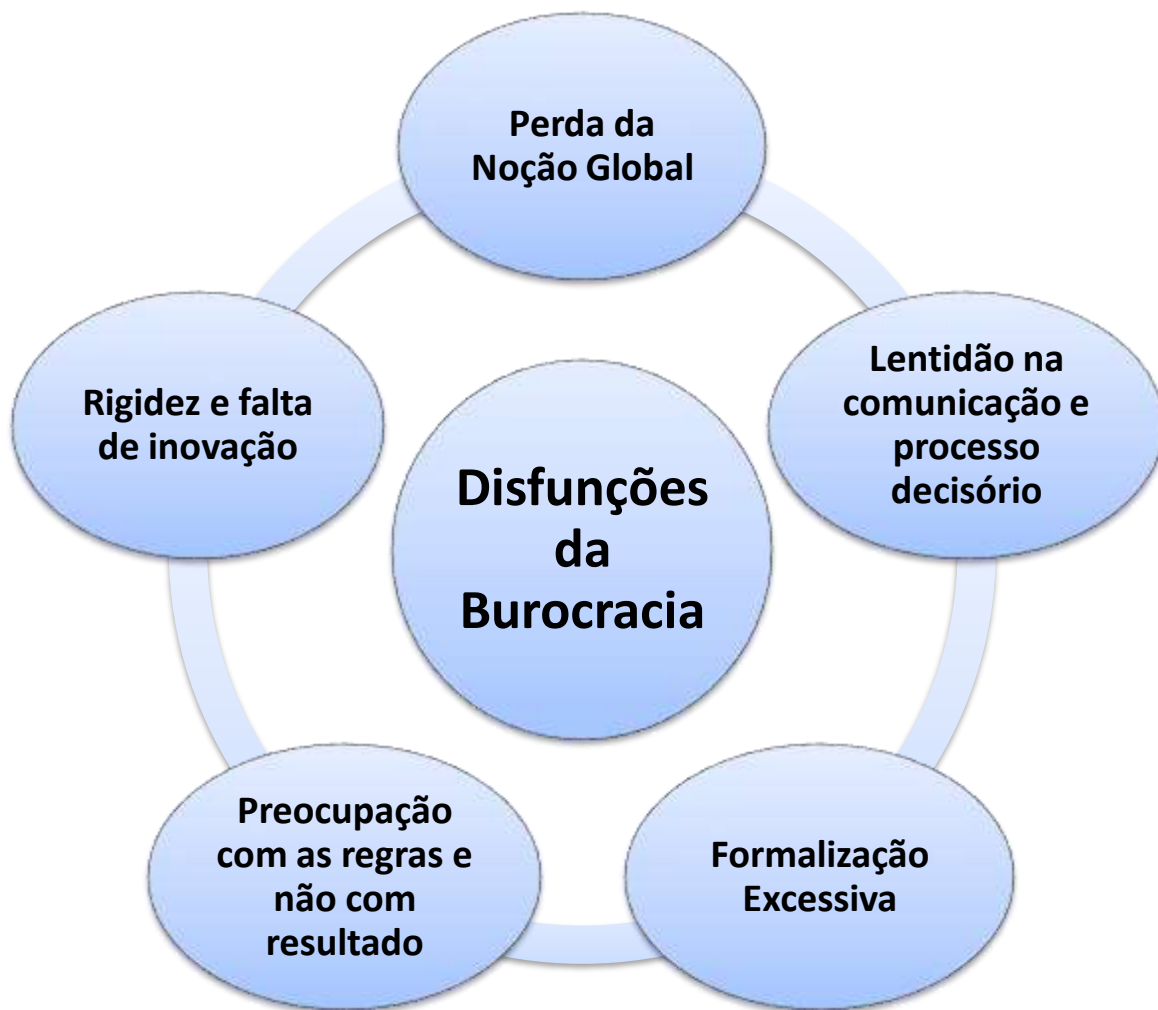 Perda da
Noção Global
Lentidão na
comunicação e
processo
decisório
Formalização
Excessiva
Preocupação
com as regras e
não com
resultado
Rigidez e falta
de inovação
Disfunções
da
Burocracia